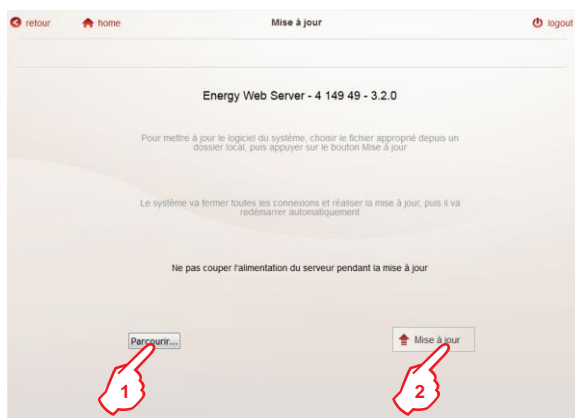 retour home Mise à jour logout
Energy Web Server - 4 149 49 - 3.2.0
Pour mettre à jour le logiciel du système, choisir le fichier approprié depuis un
dossier local, puis appuyer sur le bouton Mise à jour
Le système va fermer toutes les connexions et réaliser la mise à jour, puis il va
redémarrer automatiquement
Ne pas couper l'alimentation du serveur pendant la mise à jour
Parcourir... Mise à jour
1 2